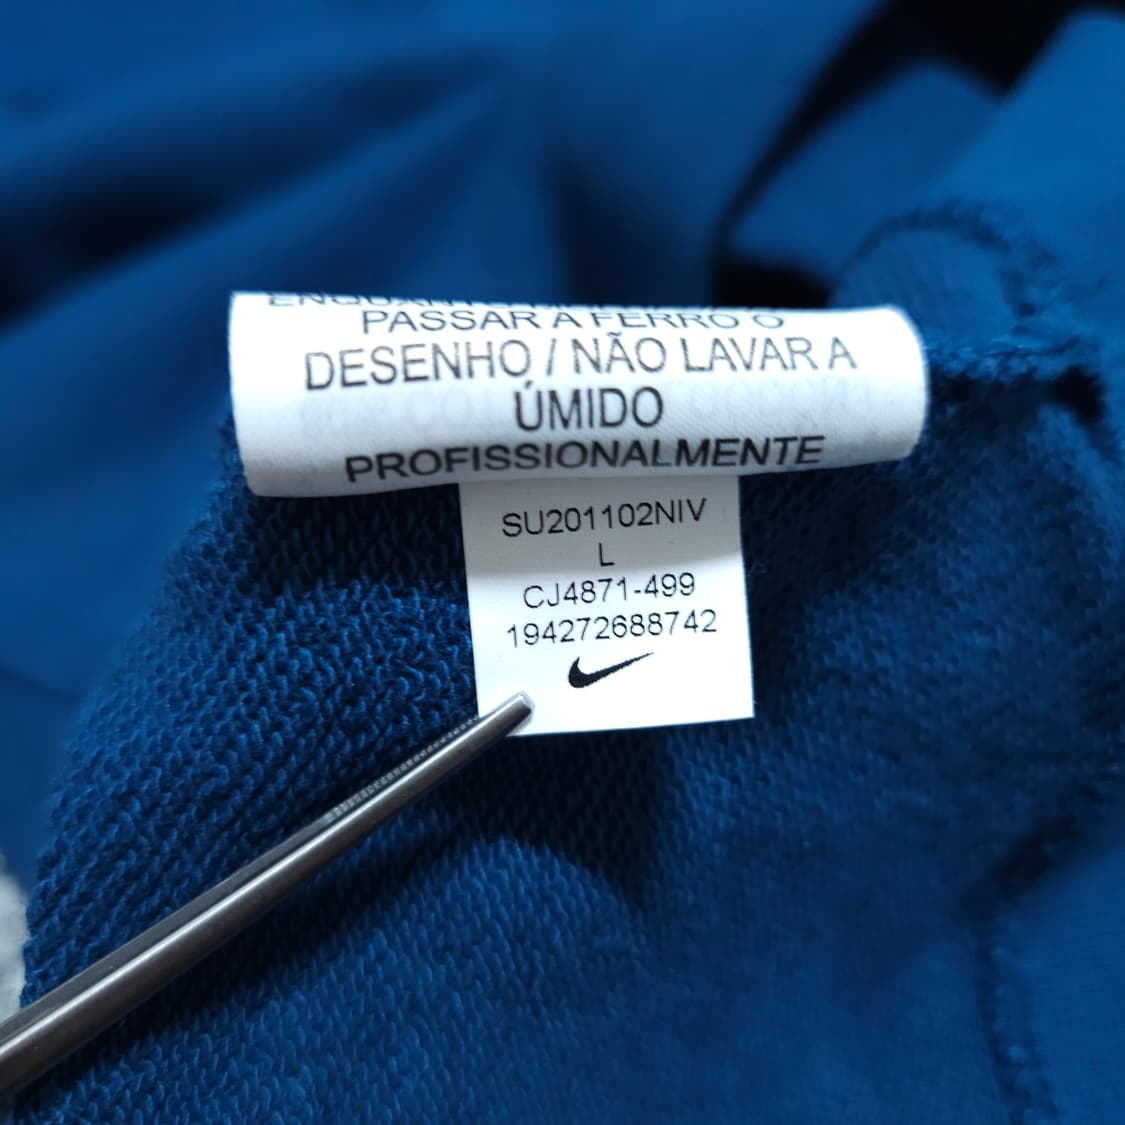 PASSAR A FERRO O
DESENHO / NÃO LAVAR A
ÚMIDO
PROFISSIONALMENTE
SU201102NIV
L
CJ4871-499
194272688742